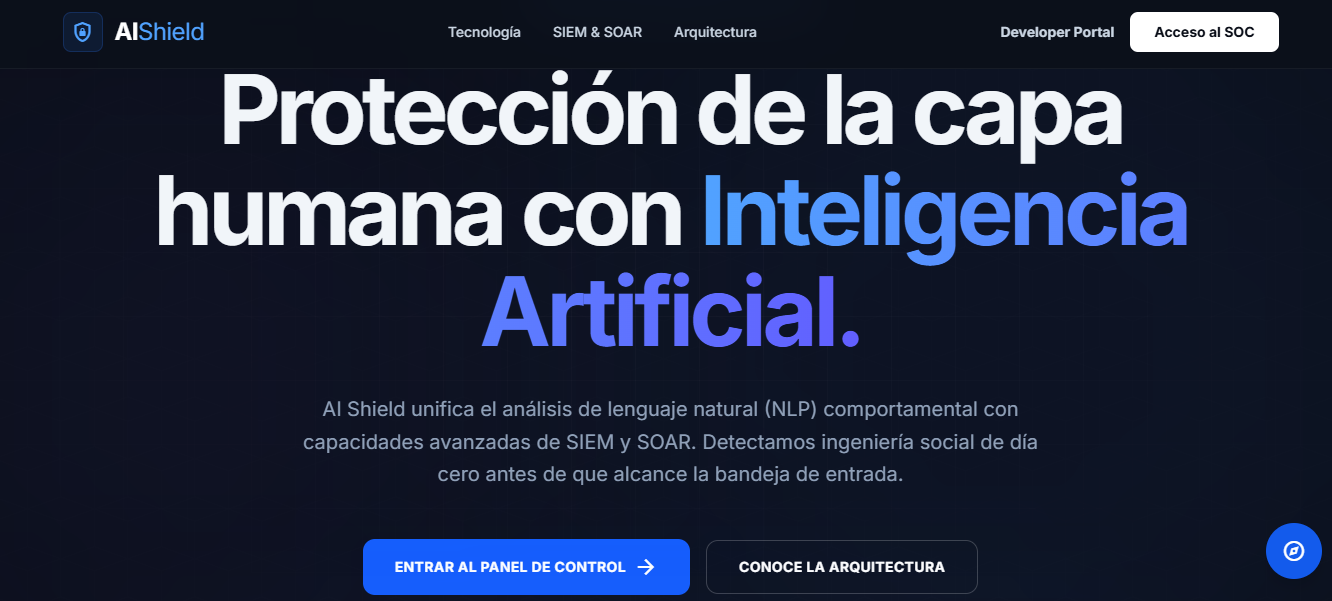 AIShield
Tecnología
SIEM & SOAR
Arquitectura
Developer Portal
Acceso al SOC
Protección de la capa
humana con Inteligencia
Artificial.
AI Shield unifica el análisis de lenguaje natural (NLP) comportamental con
capacidades avanzadas de SIEM y SOAR. Detectamos ingeniería social de día
cero antes de que alcance la bandeja de entrada.
ENTRAR AL PANEL DE CONTROL
CONOCE LA ARQUITECTURA